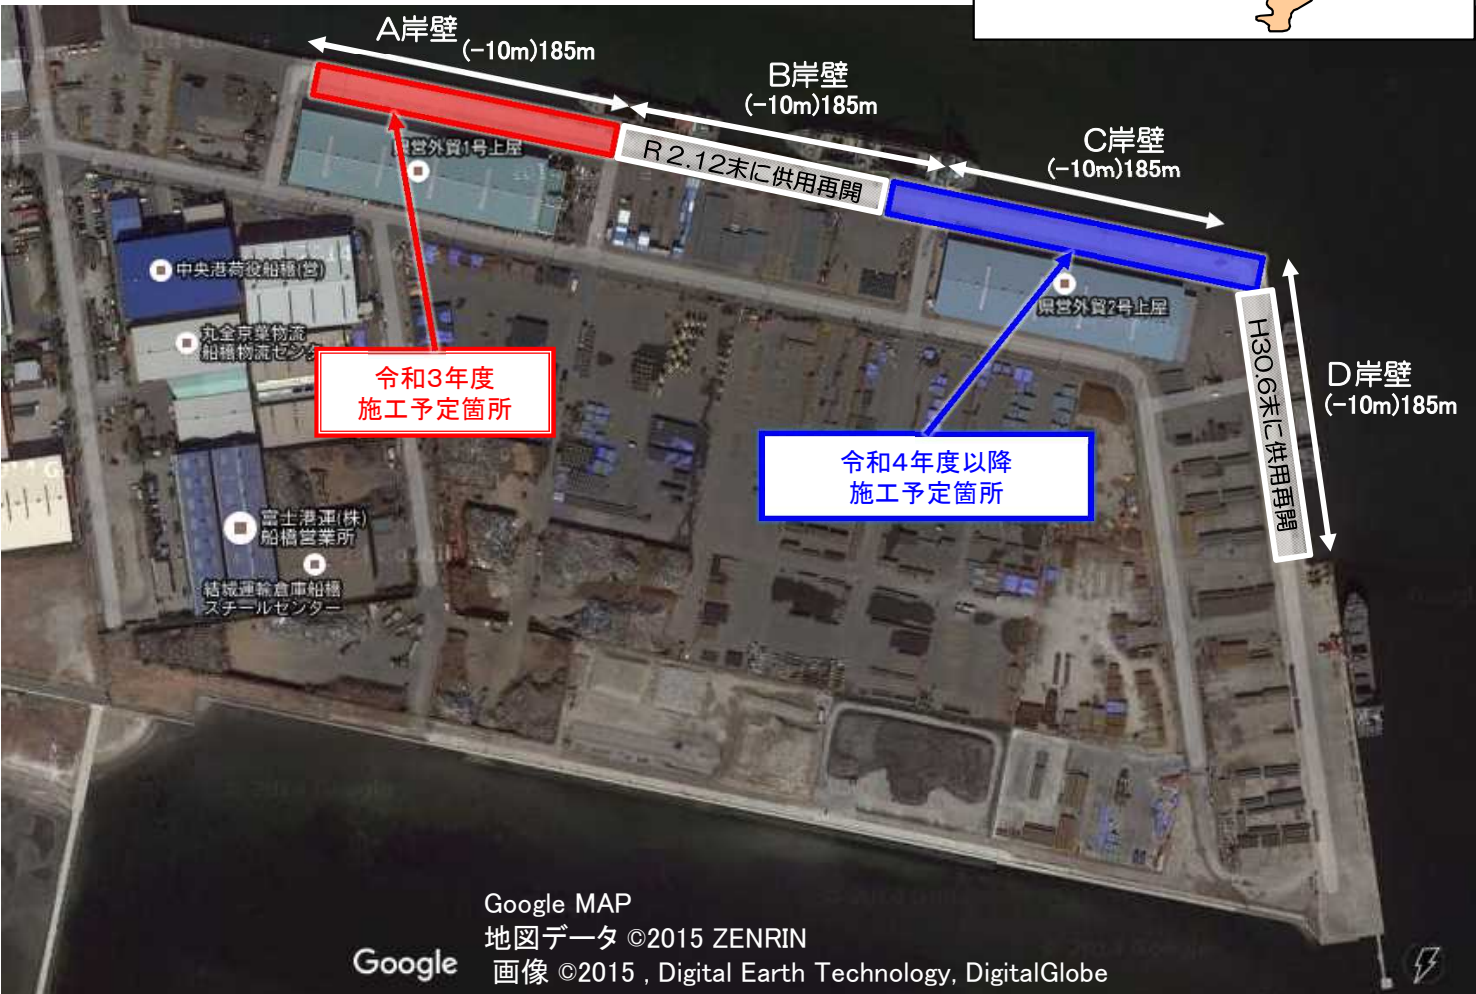 A岸壁
(-10m)185m
B岸壁
(-10m)185m
C岸壁
(-10m)185m
R2.12末に供用再開
県営外貿1号上屋
中央港荷役船橋(営)
県営外貿2号上屋
丸全京葉物流
船橋物流センタ
H30.6末に供用再開
D岸壁
(-10m)185m
令和3年度
施工予定箇所
令和4年度以降
施工予定箇所
富士港運(株)
船橋営業所
結城運輸倉庫船橋
スチールセンター
Google MAP
地図データ ©2015 ZENRIN
Google
画像 ©2015 , Digital Earth Technology, DigitalGlobe